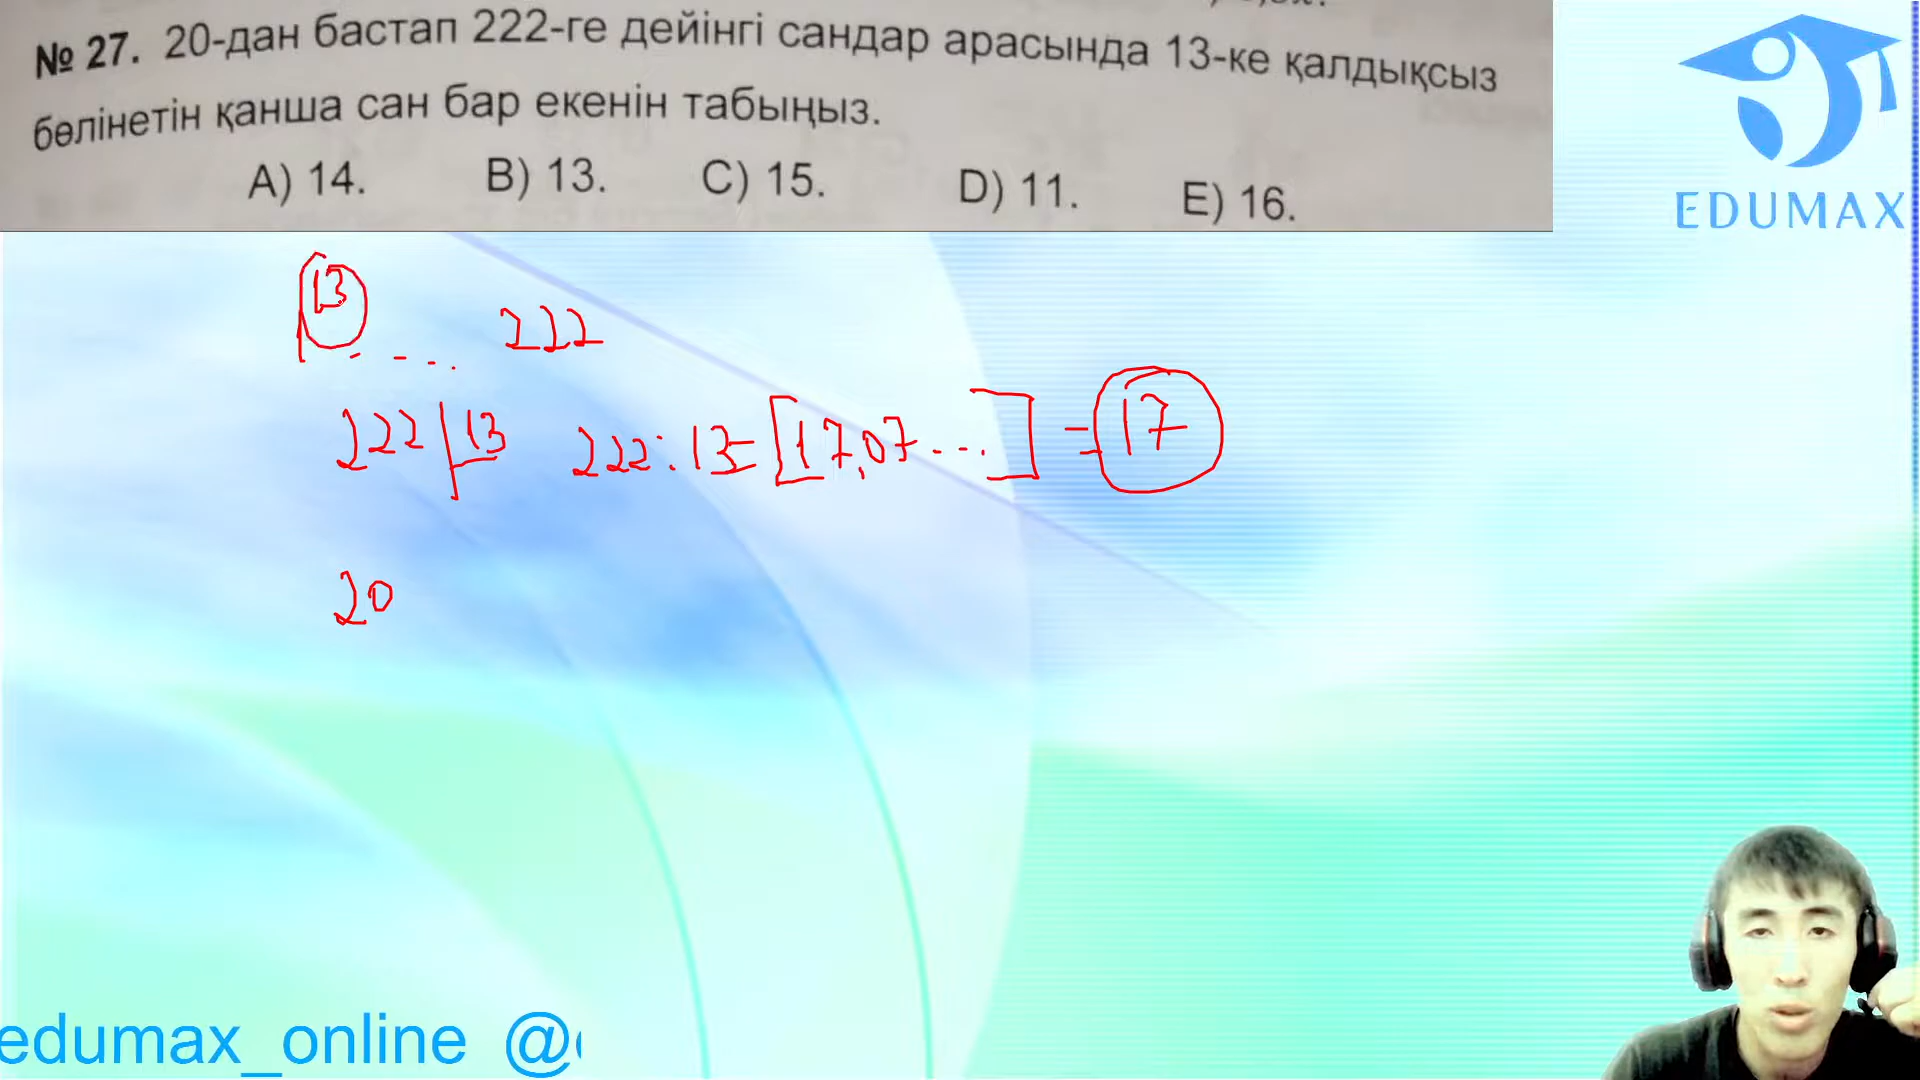 № 27. 20-дан бастап 222-ге дейінгі сандар арасында 13-ке қалдықсыз
бөлінетін қанша сан бар екенін табыңыз.
A) 14. B) 13. C) 15. D) 11. E) 16.
EDUMAX
13
... 222
222 | 13 222:13=[17,07...] = 17
20
edumax_online @